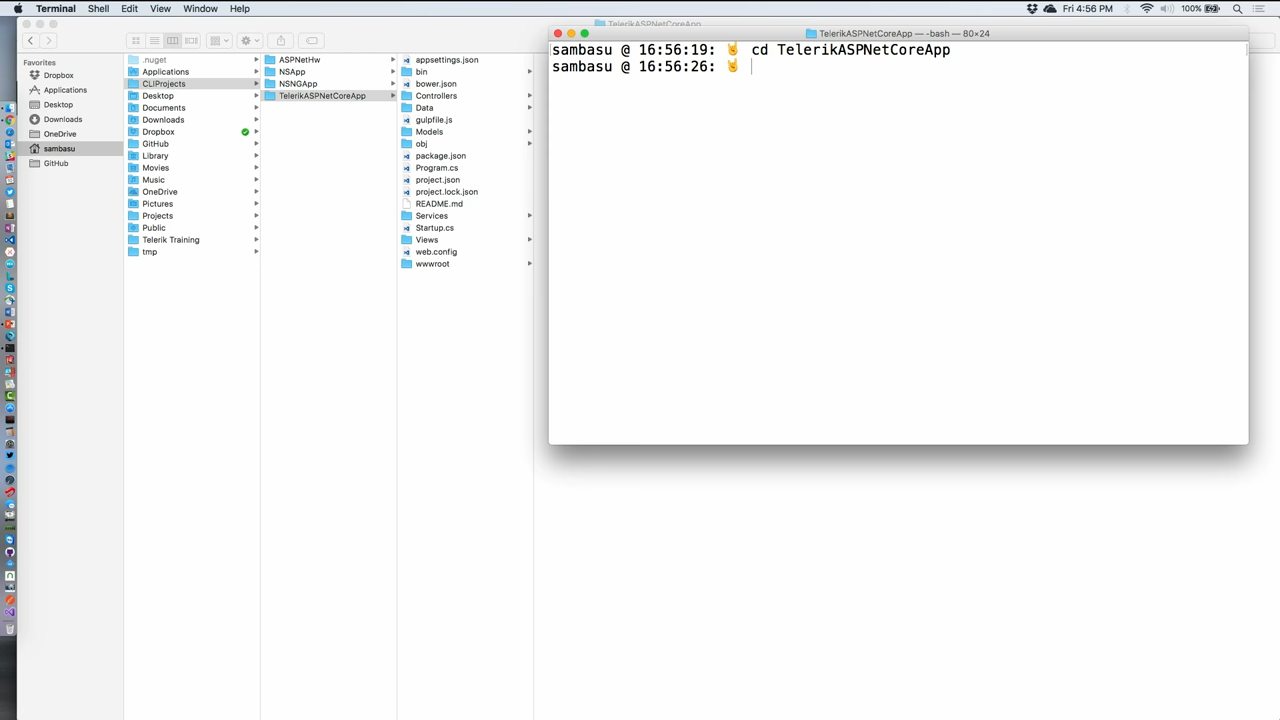 Terminal Shell Edit View Window Help
Fri 4:56 PM 100%
TelerikASPNetCoreApp
TelerikASPNetCoreApp — -bash — 80×24
sambasu @ 16:56:19: 🤘 cd TelerikASPNetCoreApp
sambasu @ 16:56:26: 🤘
Favorites
Dropbox
Applications
Desktop
Downloads
OneDrive
sambasu
GitHub
.nuget
Applications
CLIProjects
Desktop
Documents
Downloads
Dropbox
GitHub
Library
Movies
Music
OneDrive
Pictures
Projects
Public
Telerik Training
tmp
ASPNetHw
NSApp
NSNGApp
TelerikASPNetCoreApp
appsettings.json
bin
bower.json
Controllers
Data
gulpfile.js
Models
obj
package.json
Program.cs
project.json
project.lock.json
README.md
Services
Startup.cs
Views
web.config
wwwroot